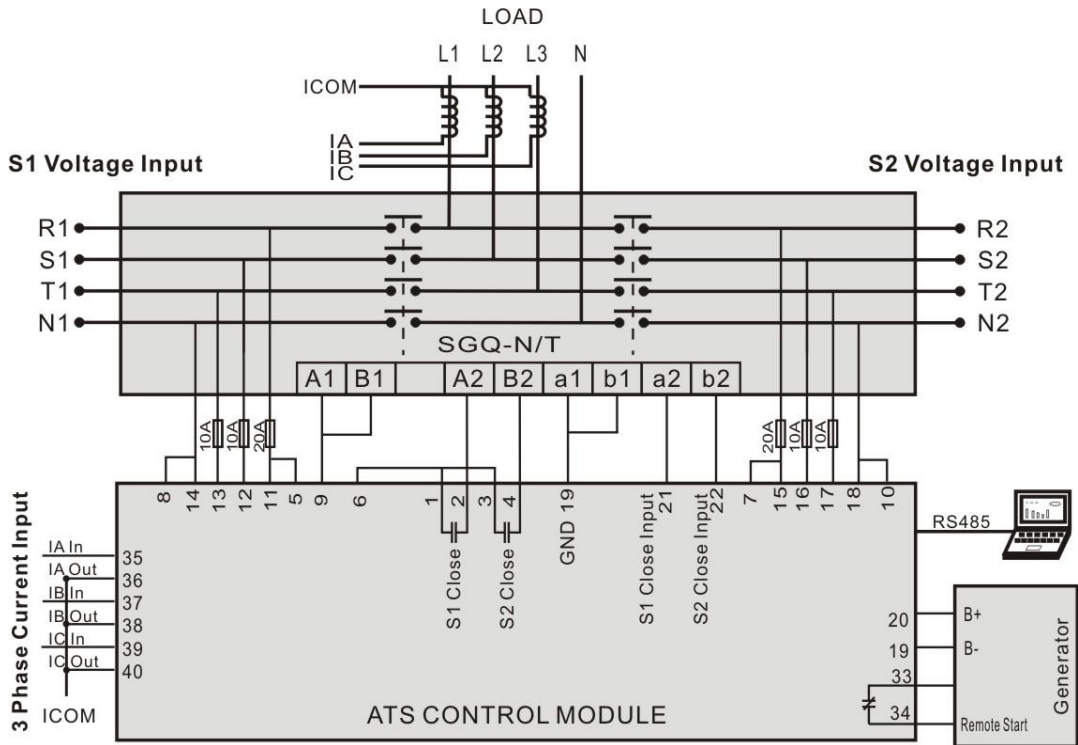 LOAD
L1 L2 L3 N
ICOM
IA
IB
IC
S1 Voltage Input
S2 Voltage Input
R1
S1
T1
N1
R2
S2
T2
N2
SGQ-N/T
A1 B1 A2 B2 a1 b1 a2 b2
10A 10A 20A
20A 10A 10A
8 14 13 12 11 5 9 6 1 2 3 4 GND 19 21 22 7 15 16 17 18 10
S1 Close
S2 Close
S1 Close Input
S2 Close Input
RS485
3 Phase Current Input
IA In 35
IA Out 36
IB In 37
IB Out 38
IC In 39
IC Out 40
ICOM
ATS CONTROL MODULE
20 B+
19 B-
33
34 Remote Start
Generator